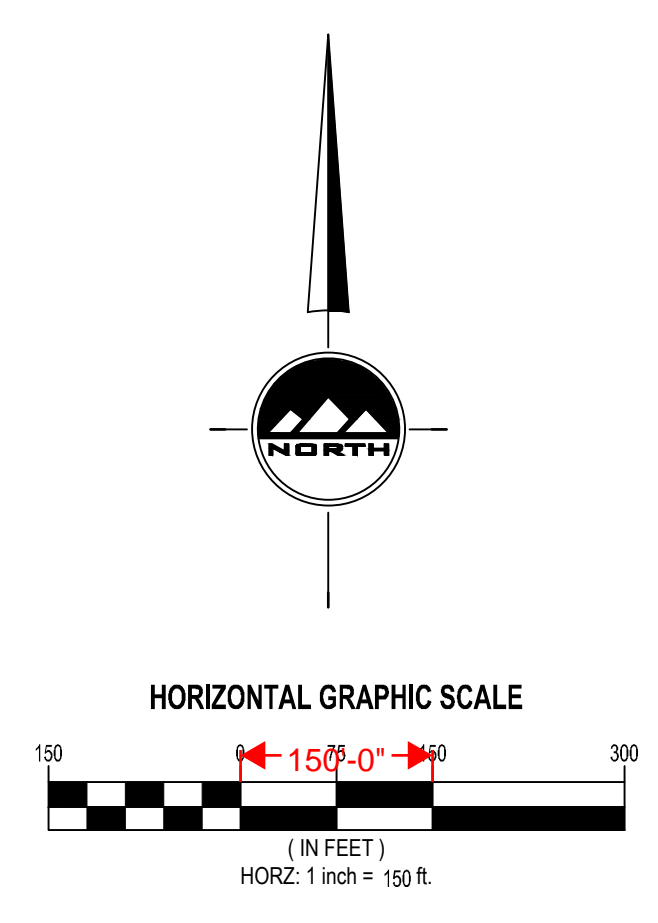 NORTH
HORIZONTAL GRAPHIC SCALE
150 0 75 150 300
150'-0"
( IN FEET )
HORZ: 1 inch = 150 ft.